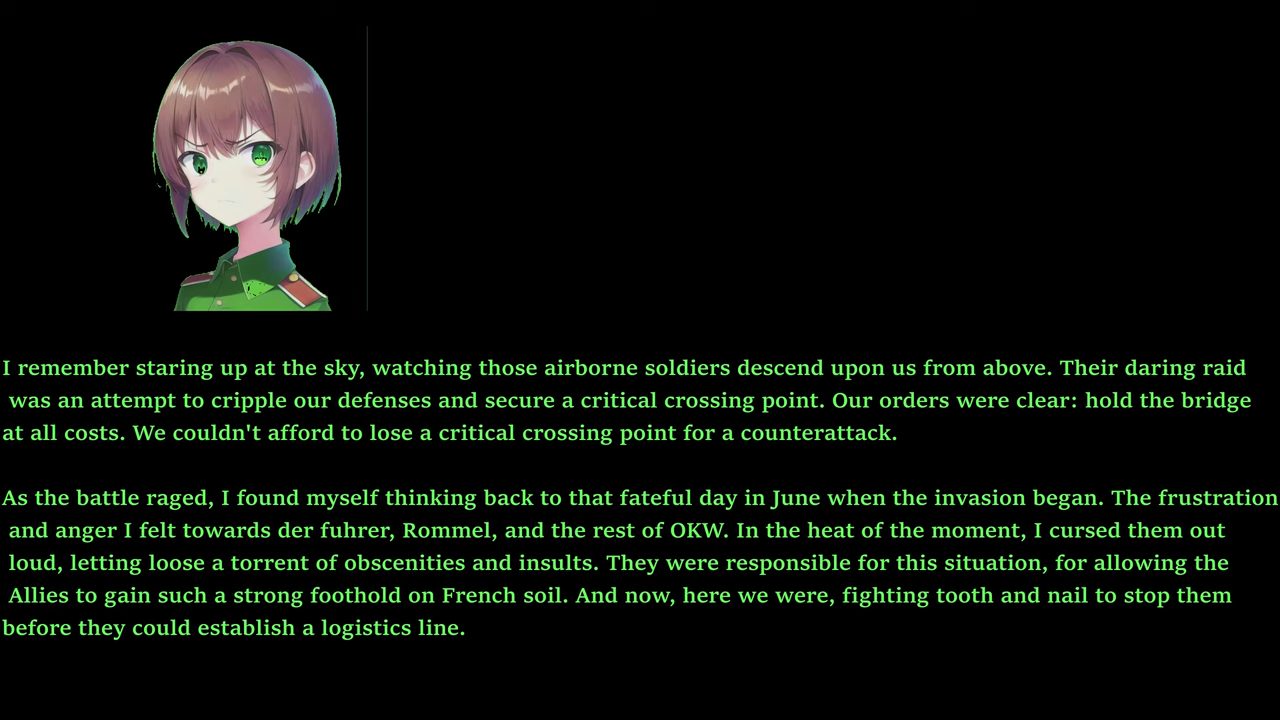 I remember staring up at the sky, watching those airborne soldiers descend upon us from above. Their daring raid
was an attempt to cripple our defenses and secure a critical crossing point. Our orders were clear: hold the bridge
at all costs. We couldn't afford to lose a critical crossing point for a counterattack.
As the battle raged, I found myself thinking back to that fateful day in June when the invasion began. The frustration
and anger I felt towards der fuhrer, Rommel, and the rest of OKW. In the heat of the moment, I cursed them out
loud, letting loose a torrent of obscenities and insults. They were responsible for this situation, for allowing the
Allies to gain such a strong foothold on French soil. And now, here we were, fighting tooth and nail to stop them
before they could establish a logistics line.